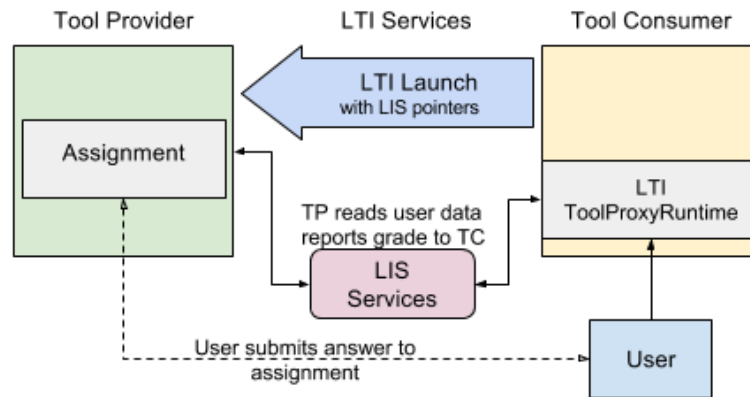 Tool Provider
LTI Services
Tool Consumer
LTI Launch
with LIS pointers
Assignment
LTI
ToolProxyRuntime
TP reads user data
reports grade to TC
LIS
Services
User submits answer to
assignment
User